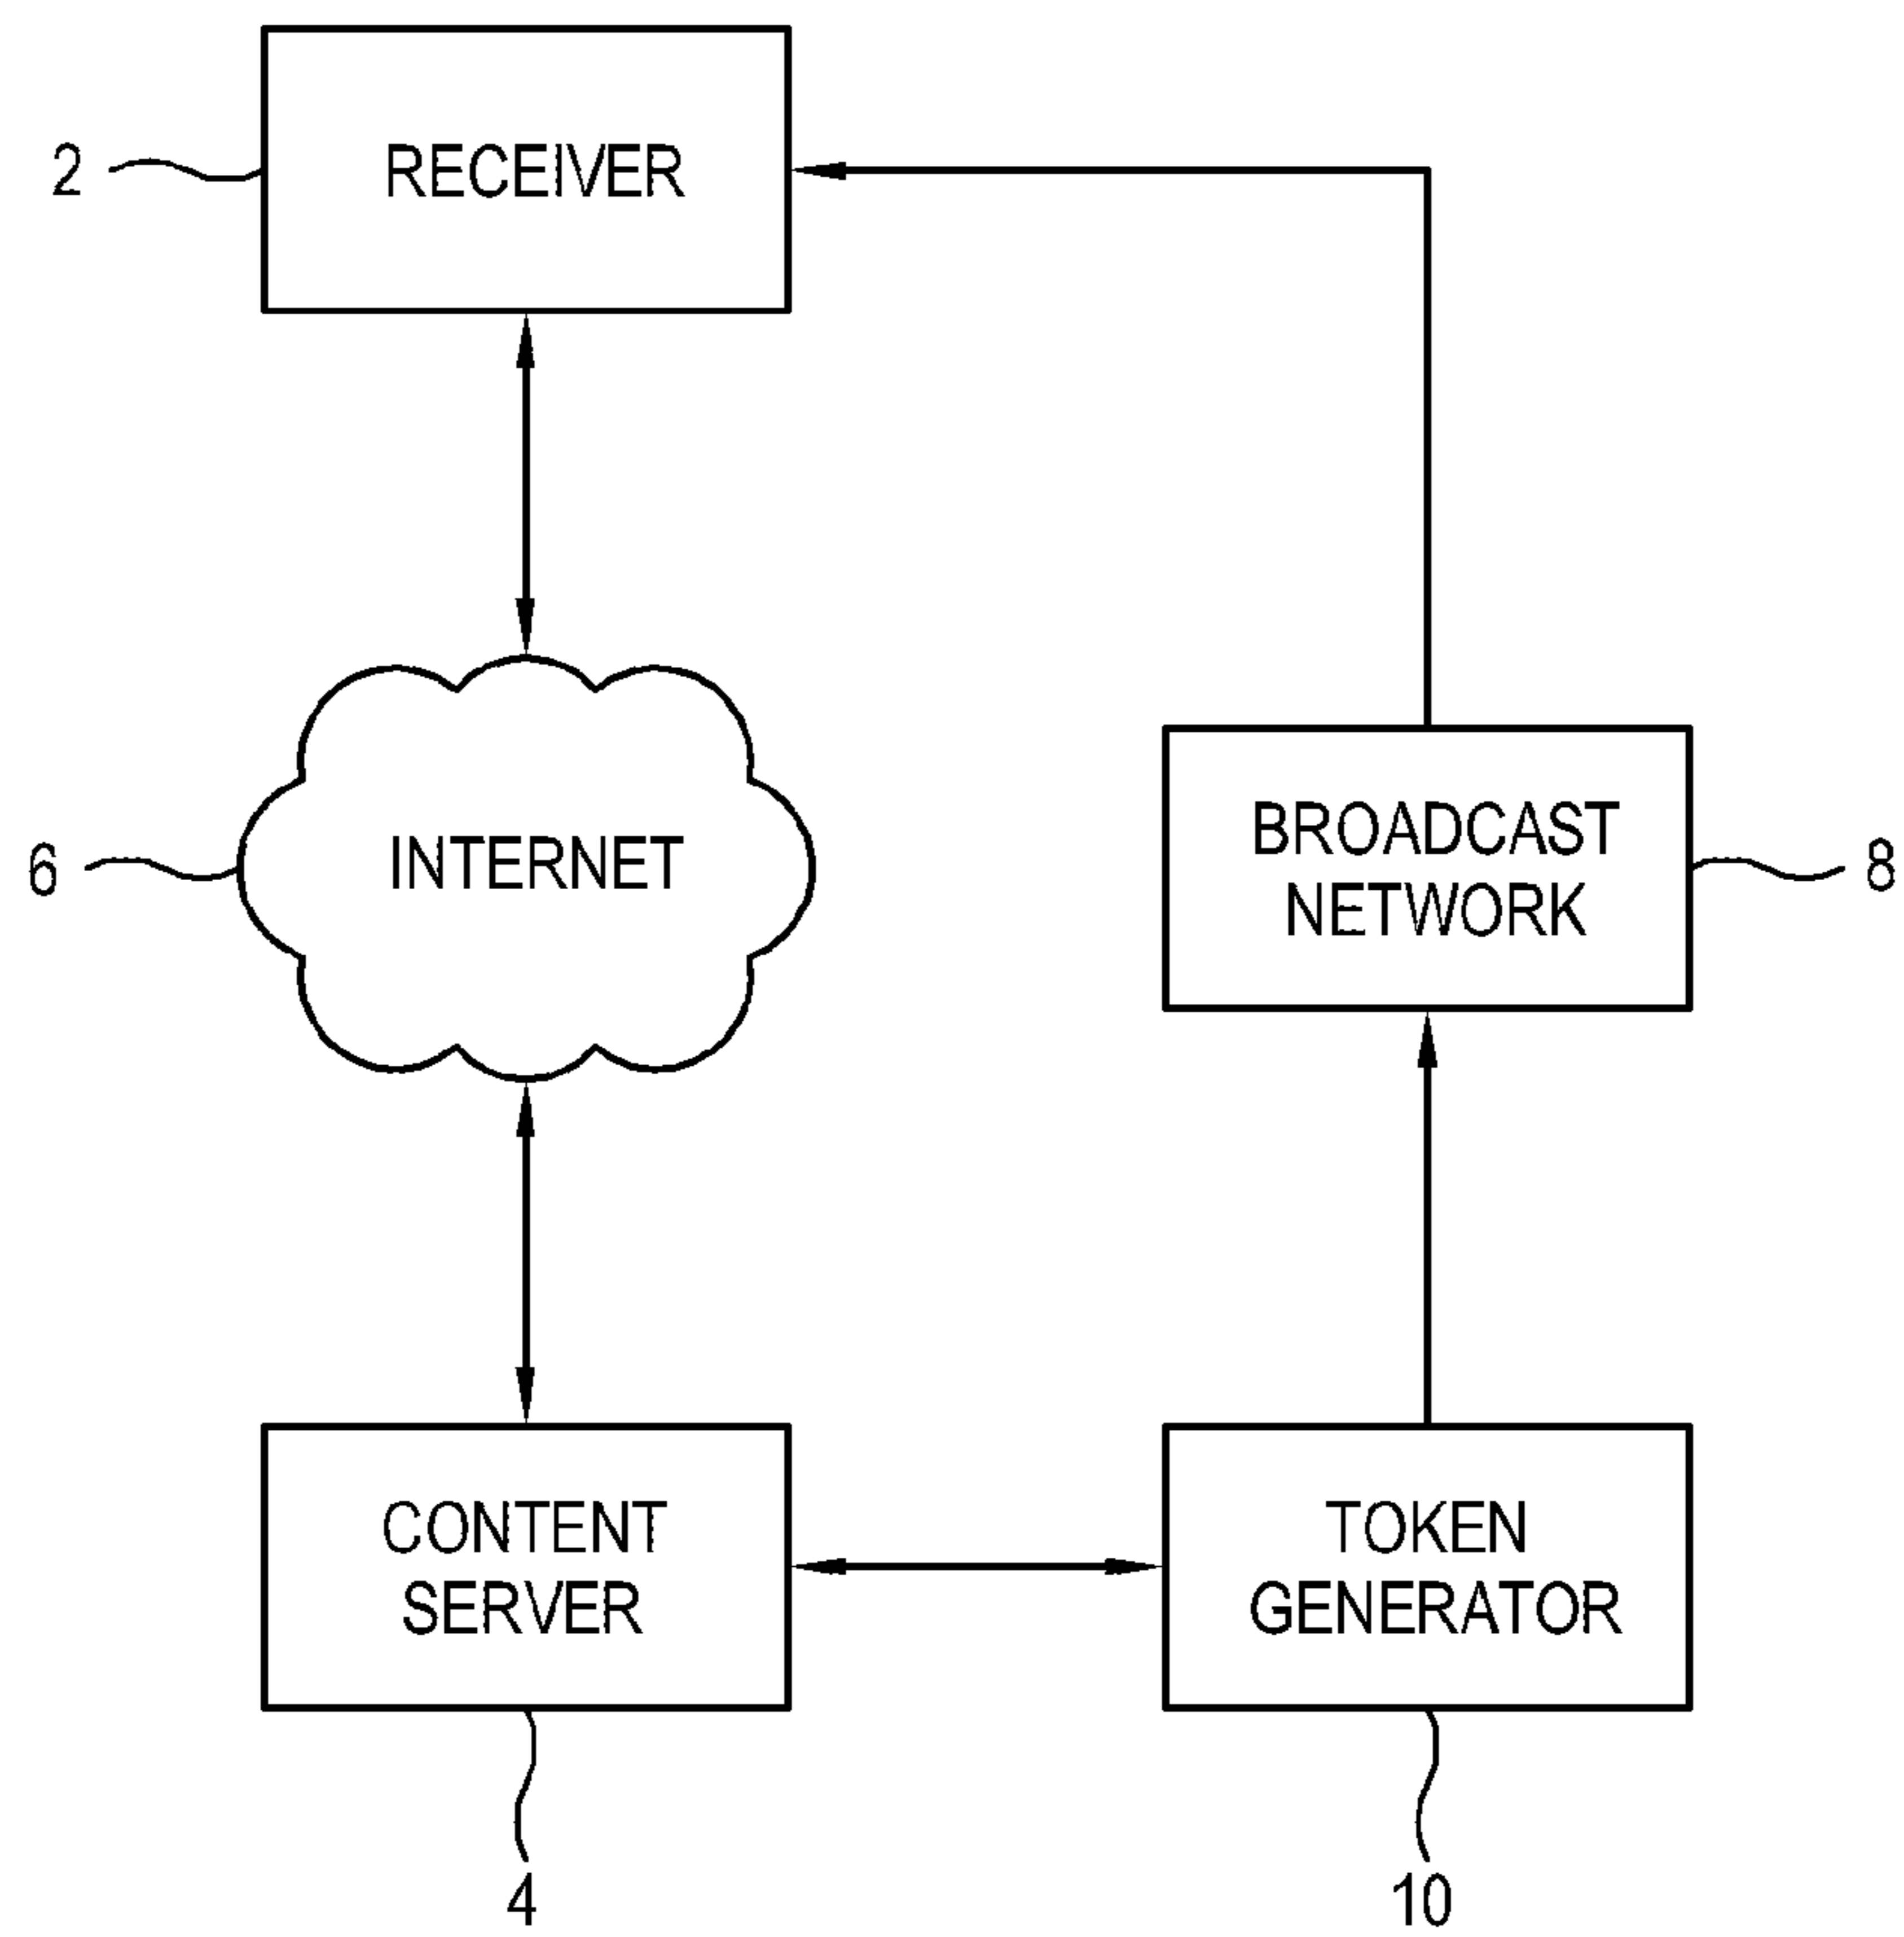 2
RECEIVER
6
INTERNET
BROADCAST
NETWORK
8
CONTENT
SERVER
TOKEN
GENERATOR
4
10